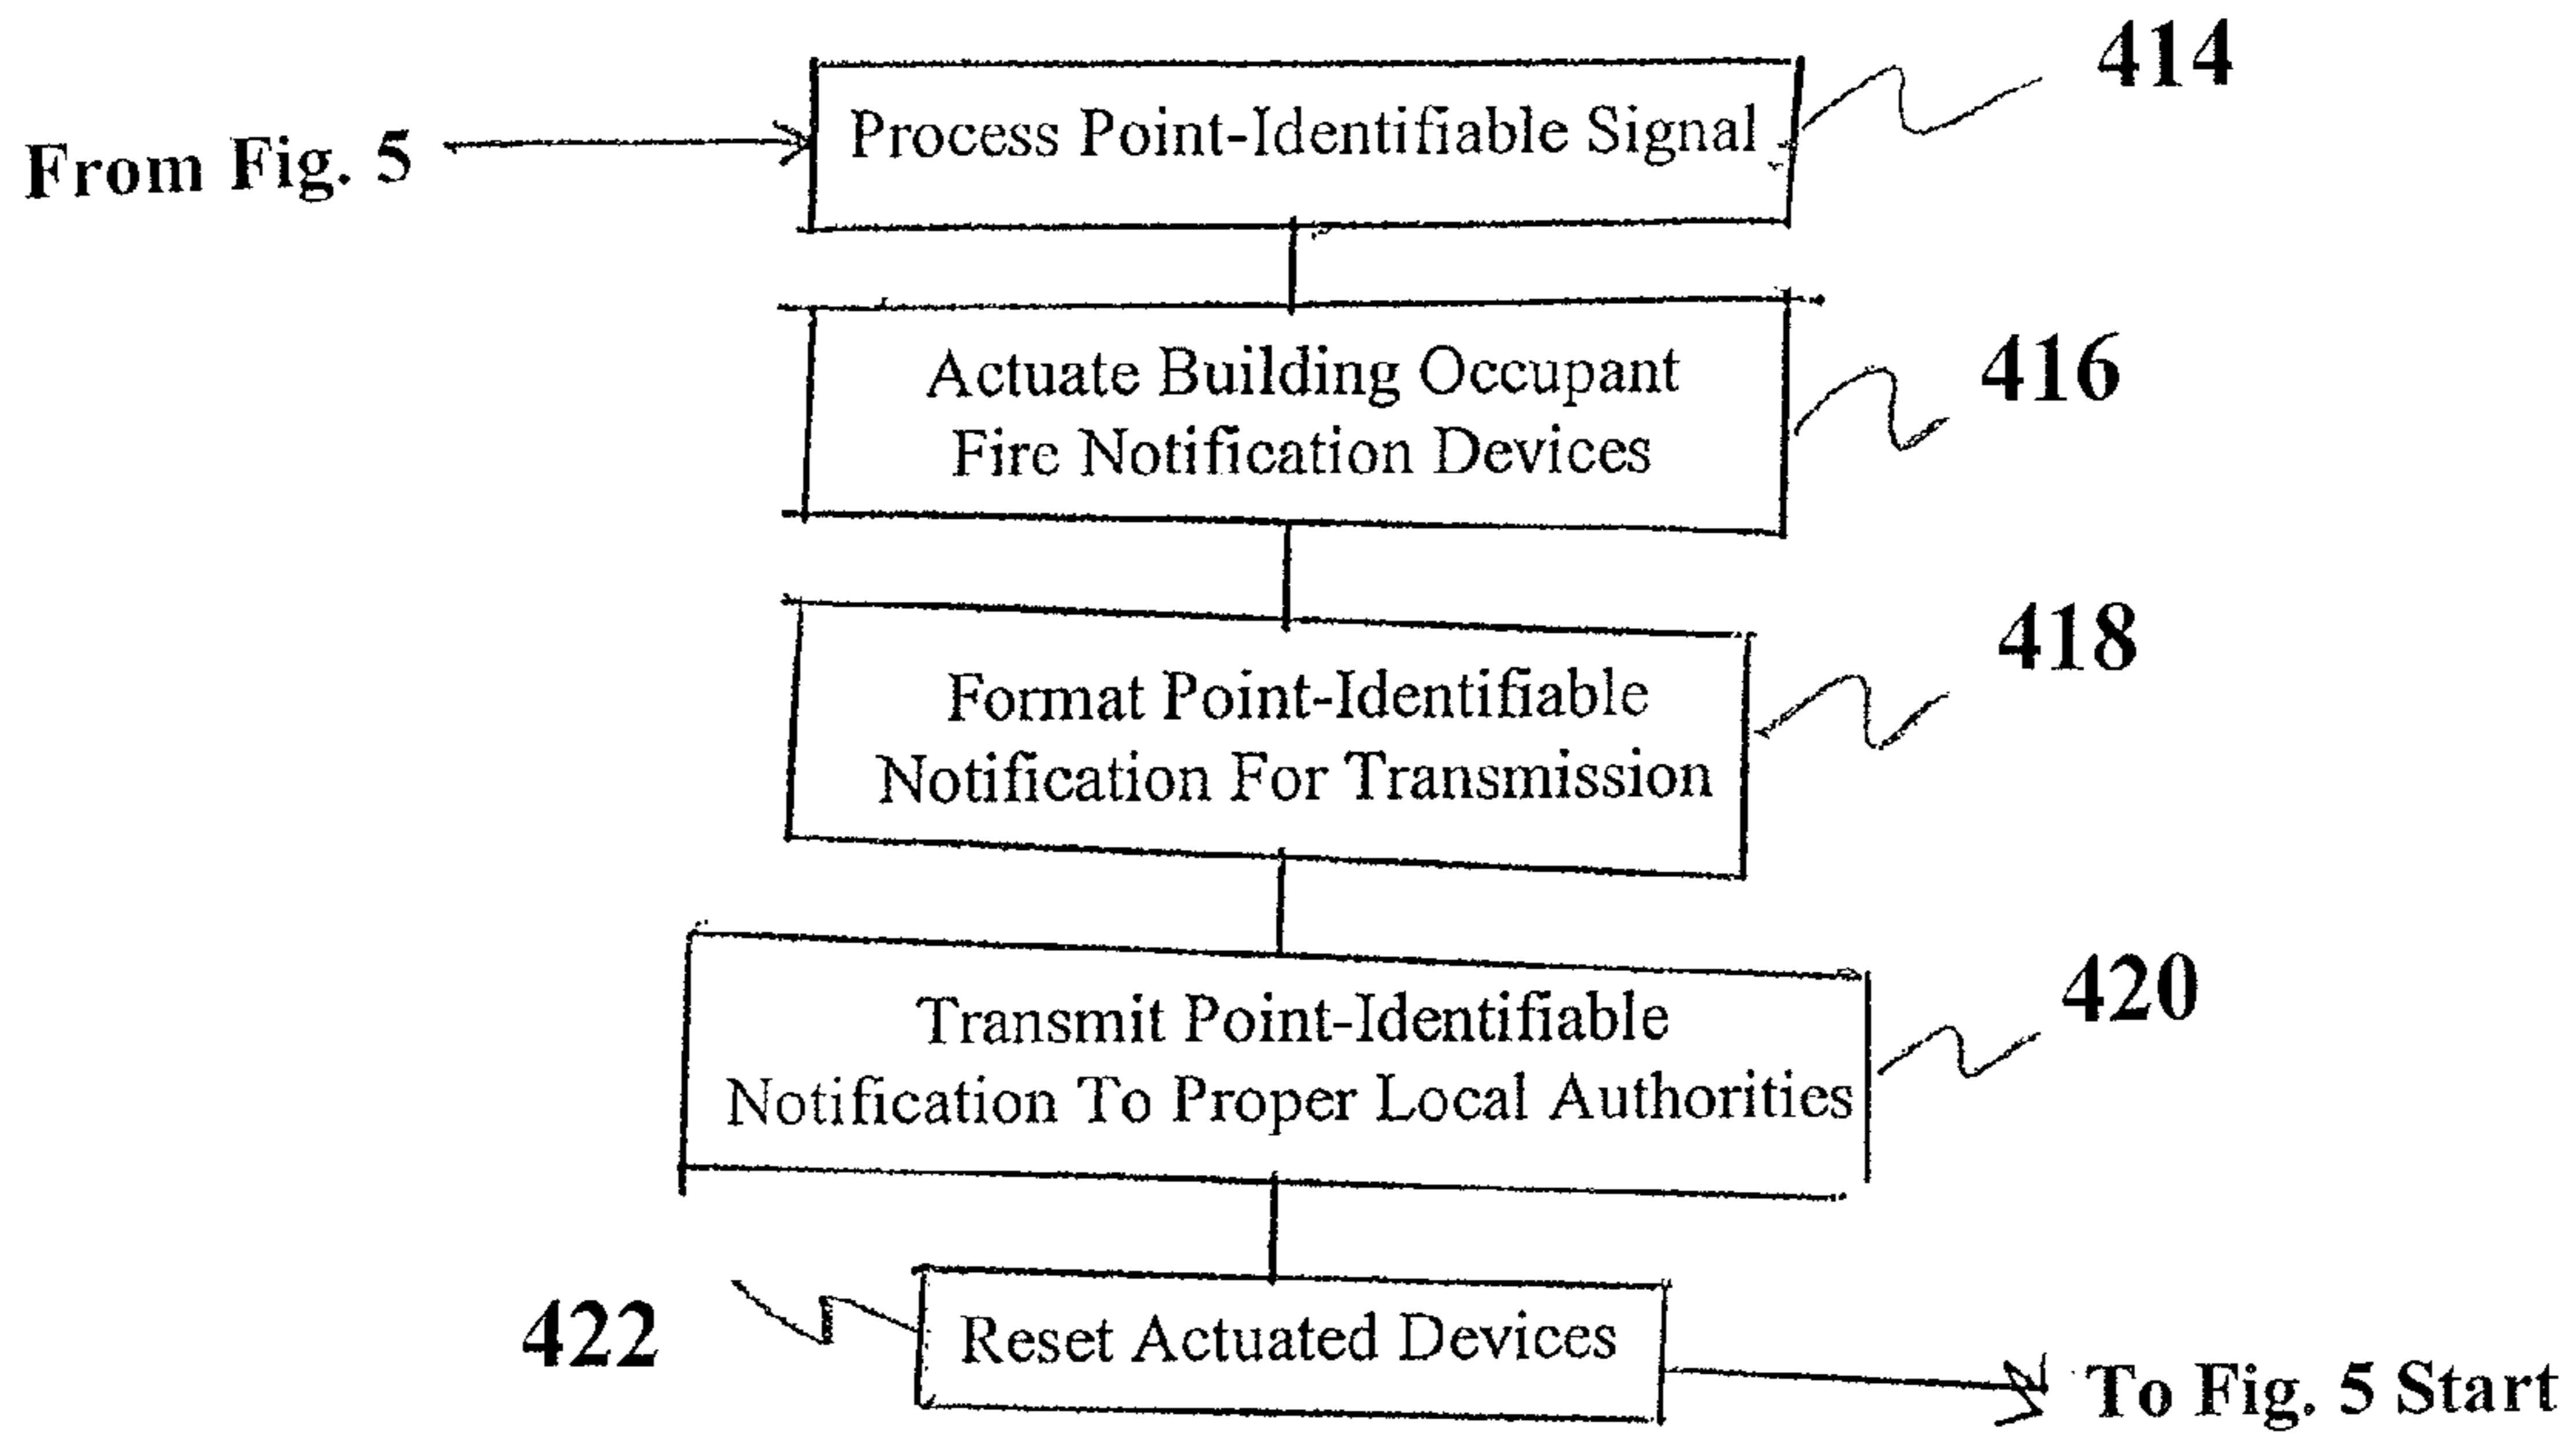 414
From Fig. 5
Process Point-Identifiable Signal
Actuate Building Occupant
Fire Notification Devices
416
Format Point-Identifiable
Notification For Transmission
418
Transmit Point-Identifiable
Notification To Proper Local Authorities
420
422
Reset Actuated Devices
To Fig. 5 Start